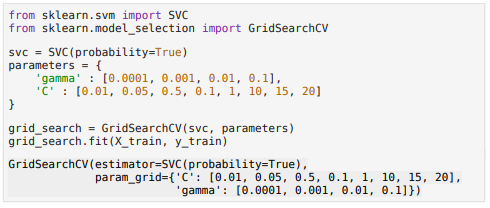 from sklearn.svm import SVC
from sklearn.model_selection import GridSearchCV
svc = SVC(probability=True)
parameters = {
    'gamma' : [0.0001, 0.001, 0.01, 0.1],
    'C' : [0.01, 0.05, 0.5, 0.1, 1, 10, 15, 20]
}
grid_search = GridSearchCV(svc, parameters)
grid_search.fit(X_train, y_train)
GridSearchCV(estimator=SVC(probability=True),
             param_grid={'C': [0.01, 0.05, 0.5, 0.1, 1, 10, 15, 20],
                         'gamma': [0.0001, 0.001, 0.01, 0.1]})